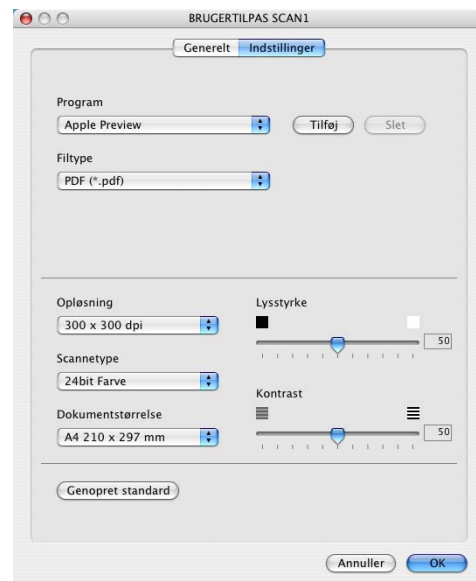 BRUGERTILPAS SCAN1
Generelt Indstillinger
Program
Apple Preview Tilføj Slet
Filtype
PDF (*.pdf)
Opløsning Lysstyrke
300 x 300 dpi 50
Scannetype
24bit Farve
Kontrast
Dokumentstørrelse
A4 210 x 297 mm 50
Genopret standard
Annuller OK